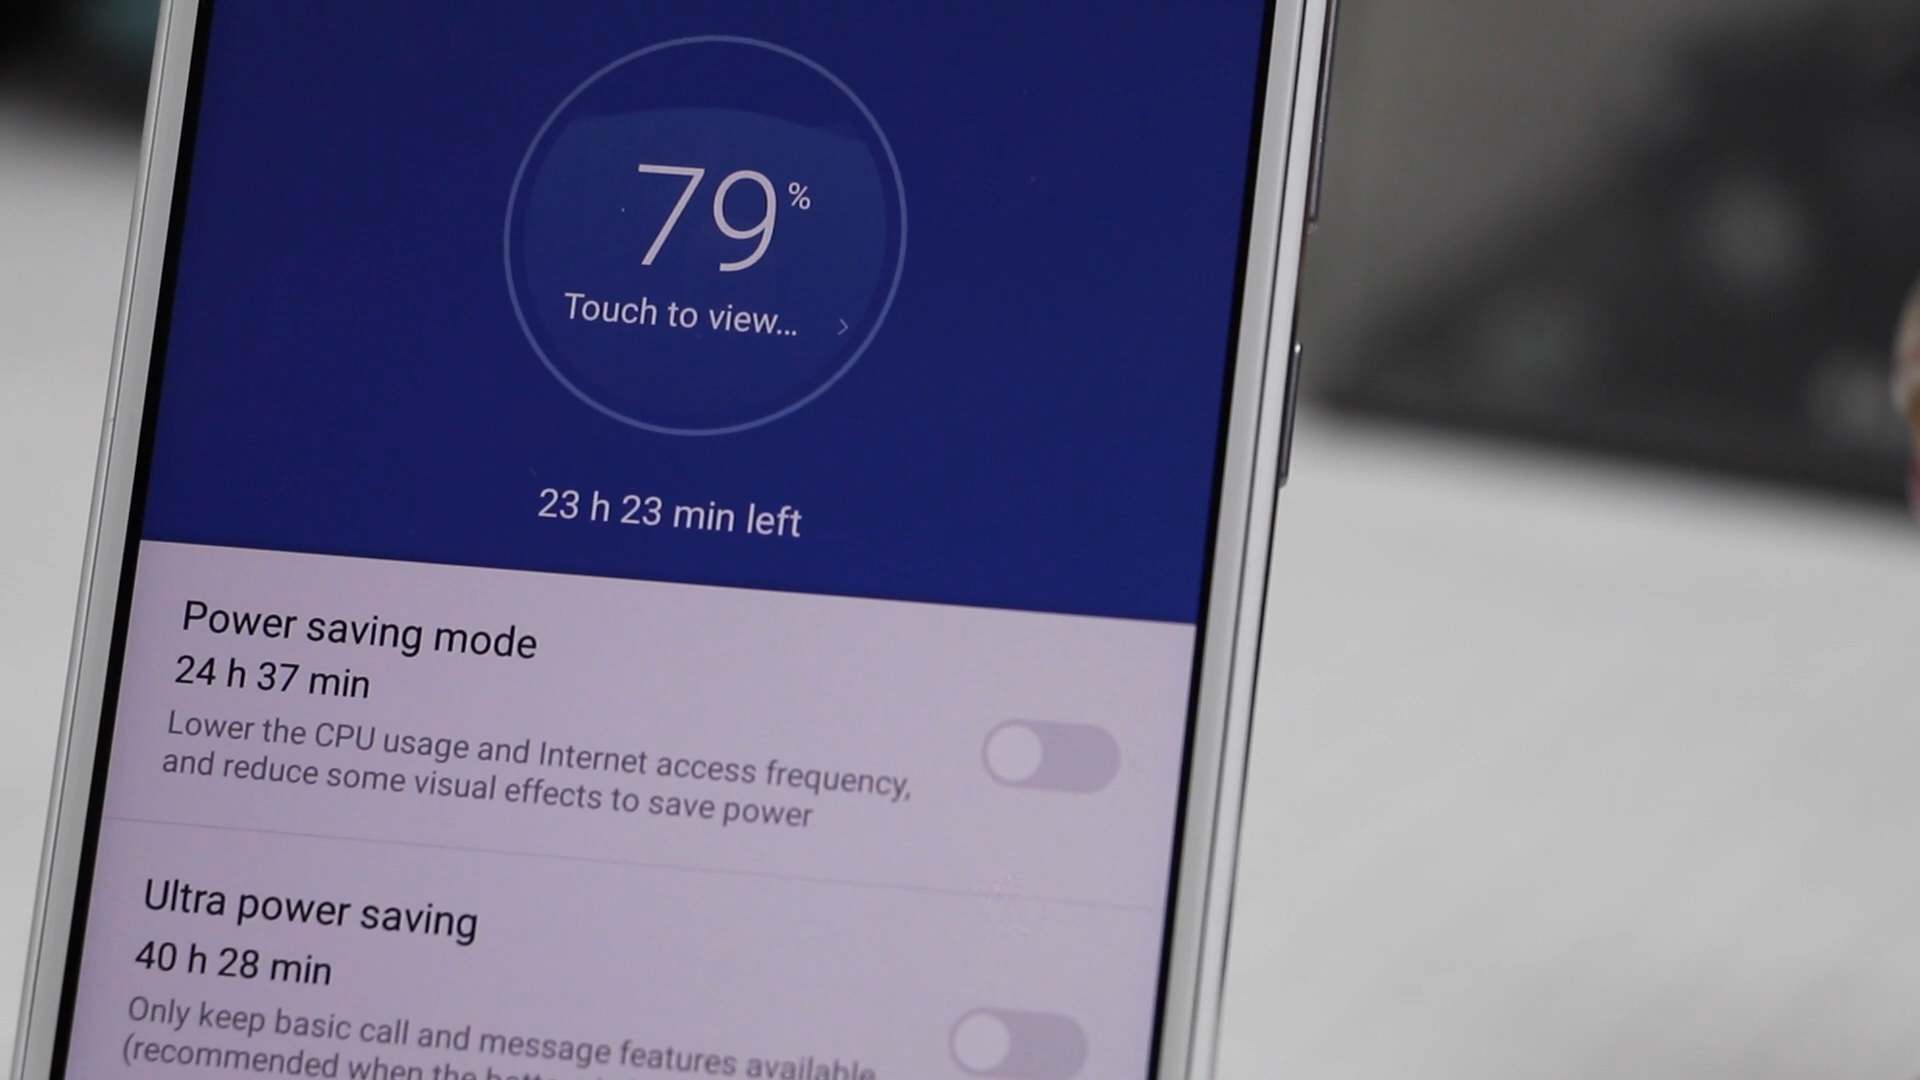 79%
Touch to view...
23 h 23 min left
Power saving mode
24 h 37 min
Lower the CPU usage and Internet access frequency,
and reduce some visual effects to save power
Ultra power saving
40 h 28 min
Only keep basic call and message features available
(recommended when the